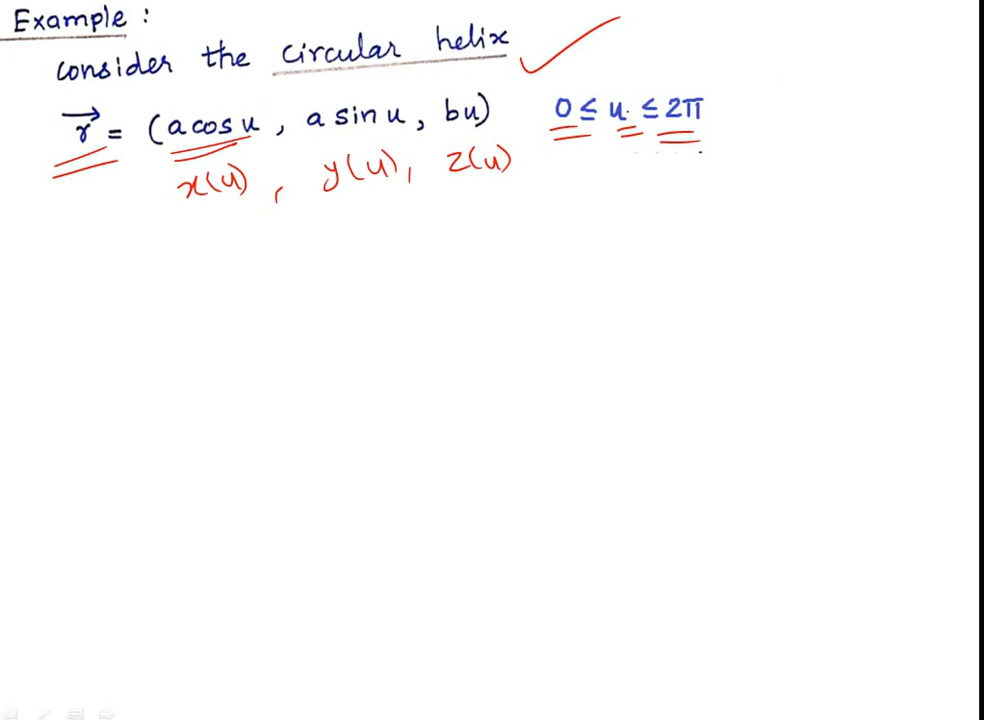 Example :
consider the circular helix
r = (a cos u , a sin u , bu) 0 ≤ u ≤ 2π
x(u) , y(u), z(u)